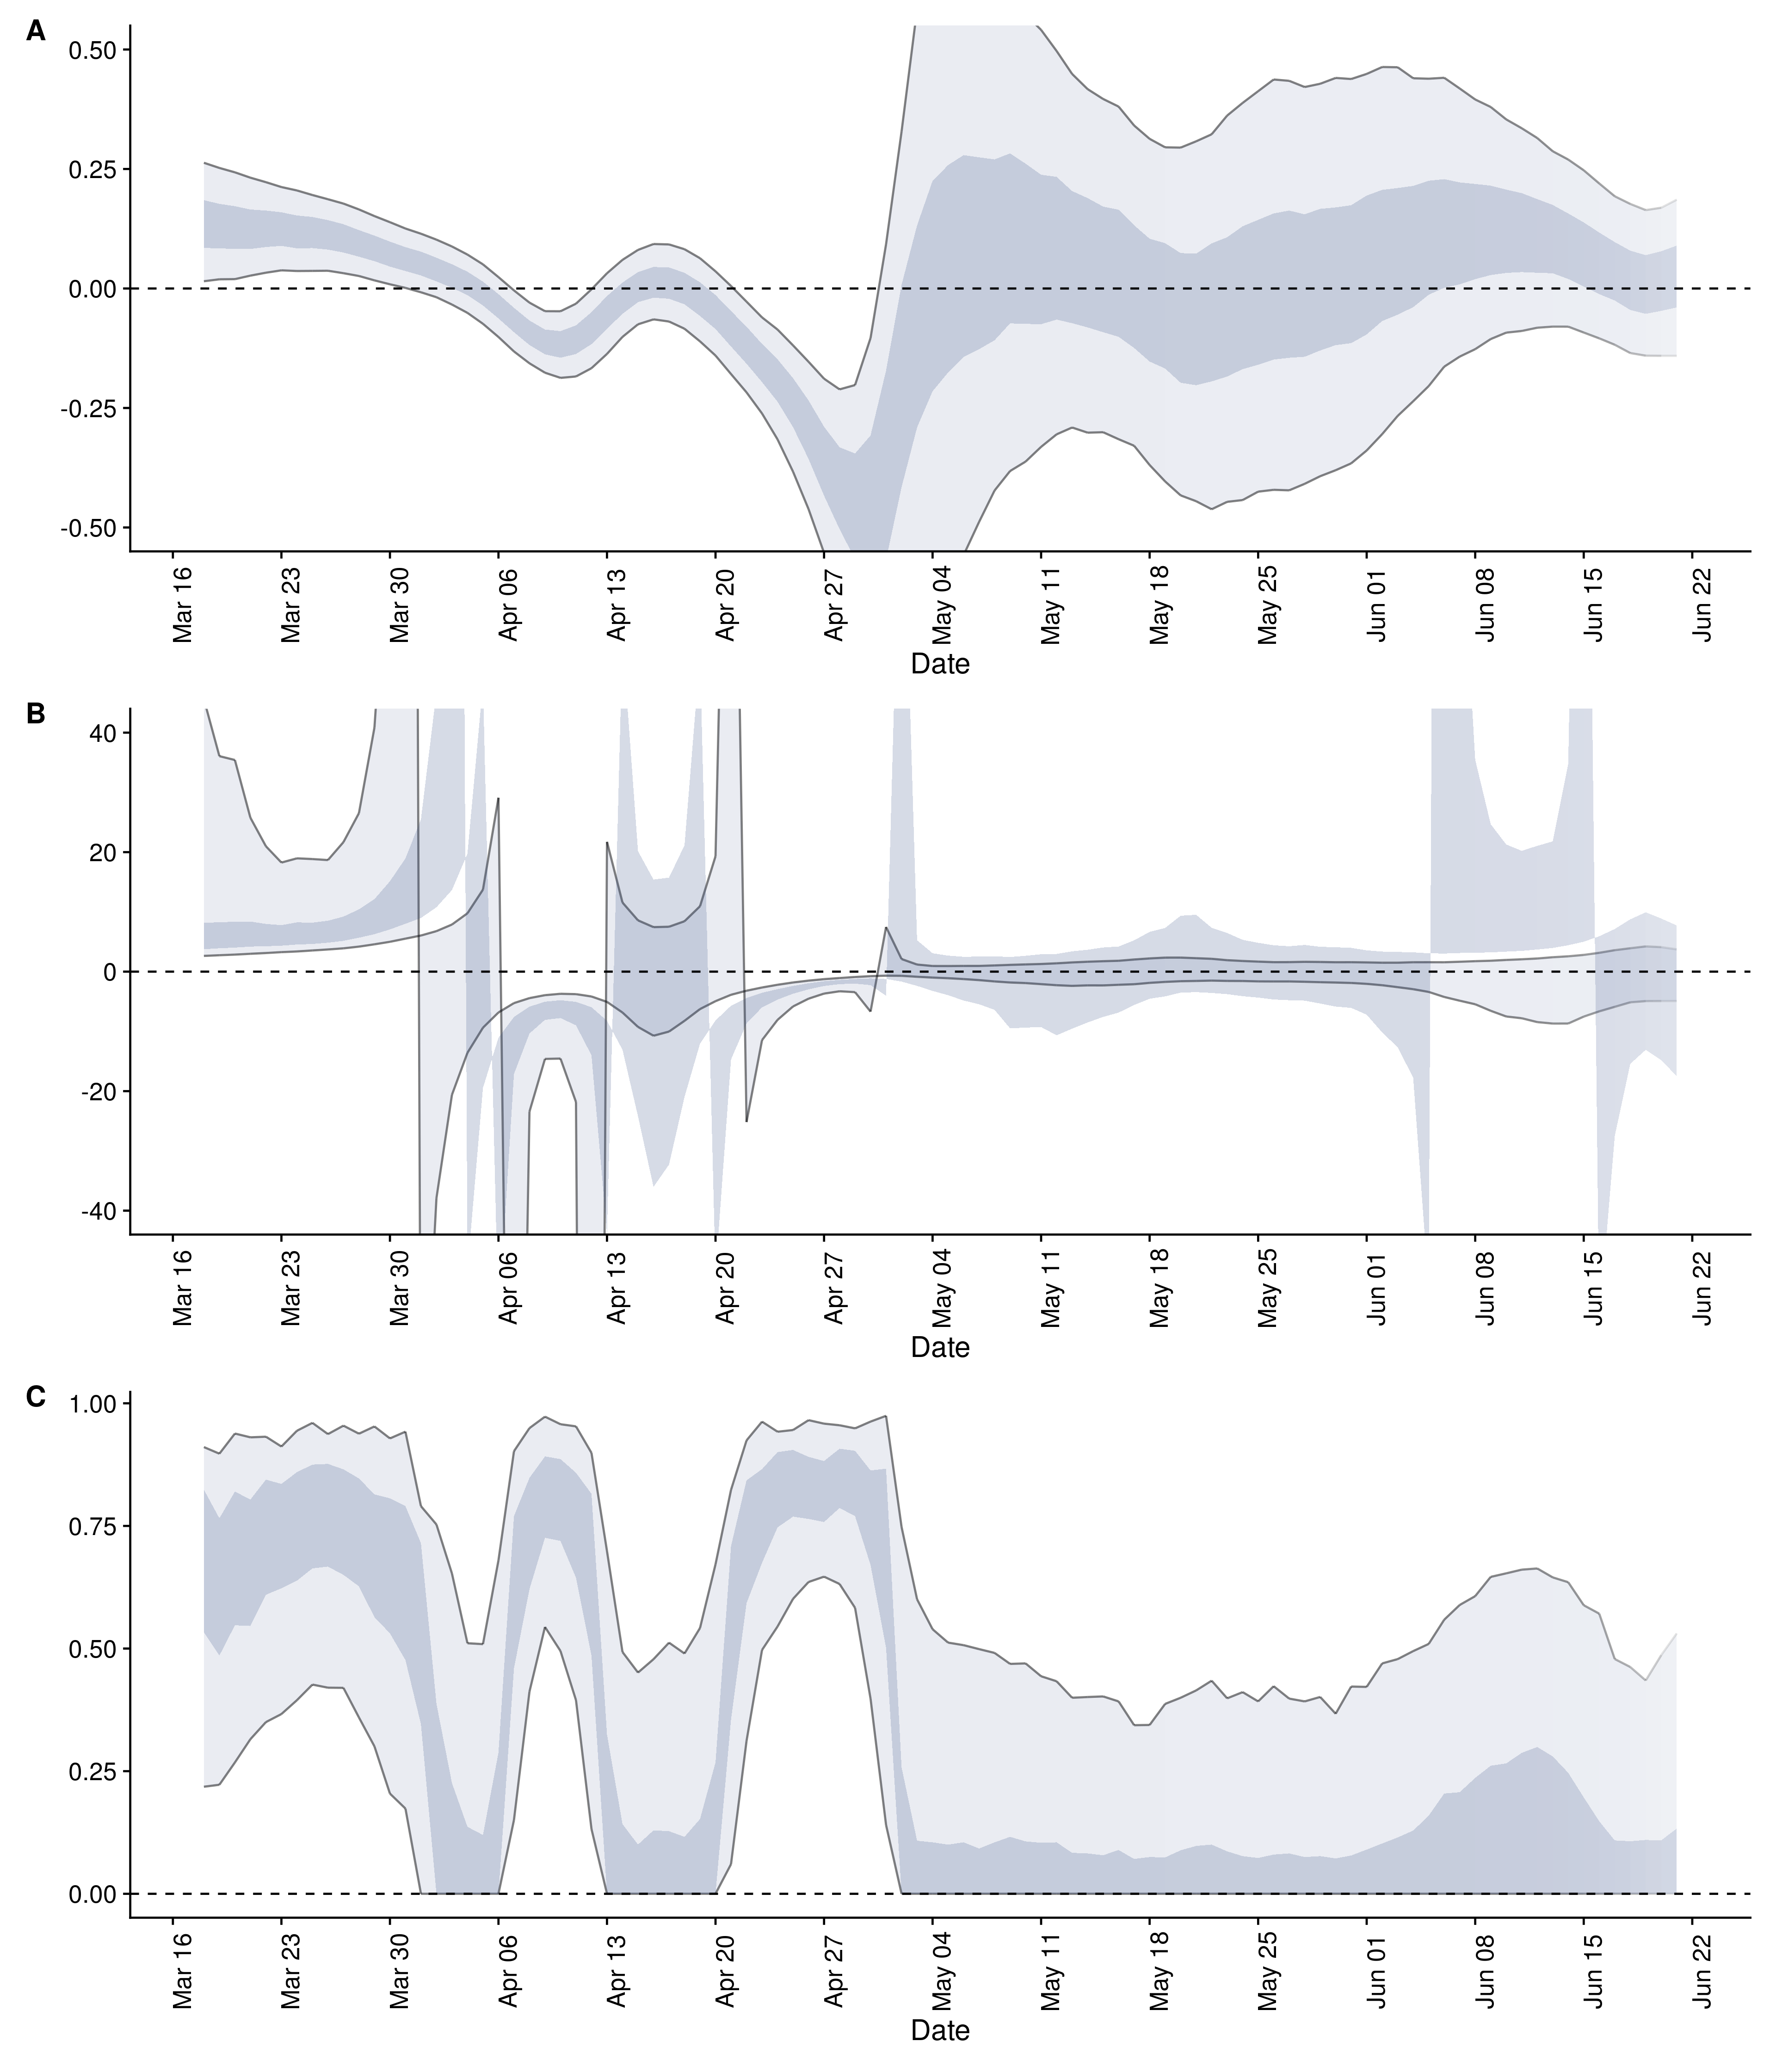 A
0.50
0.25
0.00
-0.25
-0.50
Mar 16
Mar 23
Mar 30
Apr 06
Apr 13
Apr 20
Apr 27
May 04
May 11
May 18
May 25
Jun 01
Jun 08
Jun 15
Jun 22
Date
B
40
20
0
-20
-40
Mar 16
Mar 23
Mar 30
Apr 06
Apr 13
Apr 20
Apr 27
May 04
May 11
May 18
May 25
Jun 01
Jun 08
Jun 15
Jun 22
Date
C
1.00
0.75
0.50
0.25
0.00
Mar 16
Mar 23
Mar 30
Apr 06
Apr 13
Apr 20
Apr 27
May 04
May 11
May 18
May 25
Jun 01
Jun 08
Jun 15
Jun 22
Date